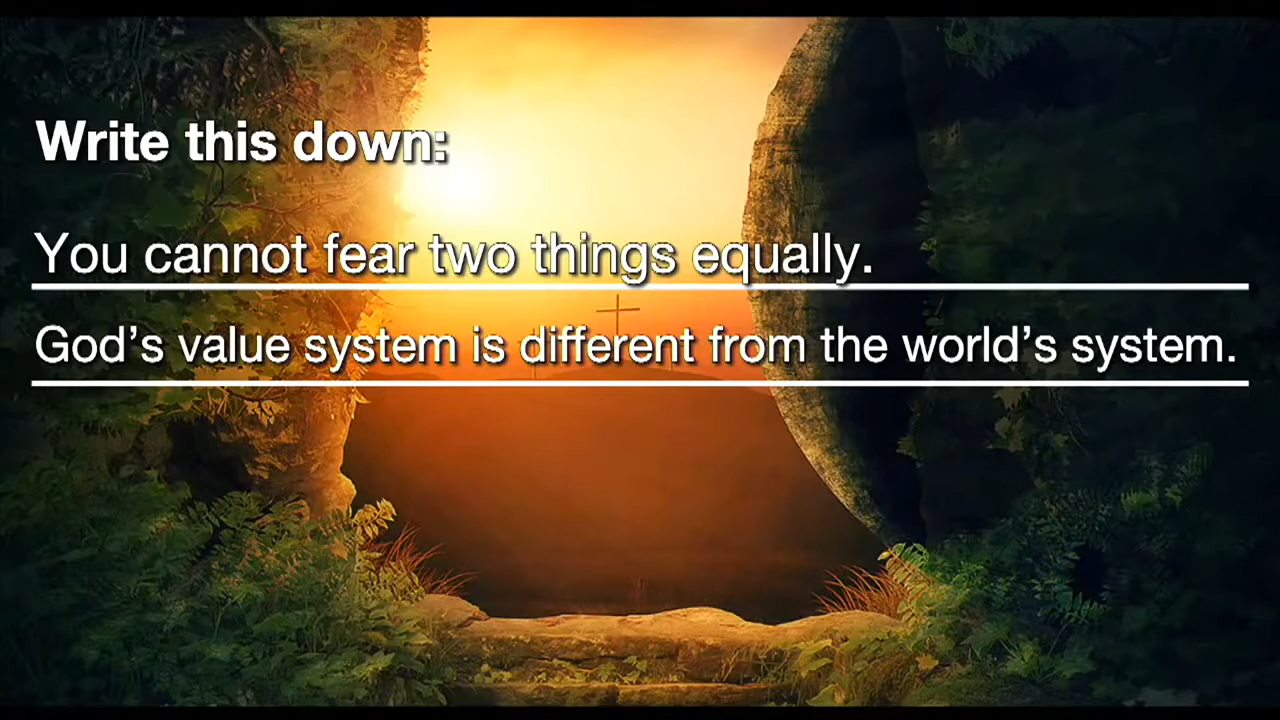 Write this down:
You cannot fear two things equally.
God’s value system is different from the world’s system.